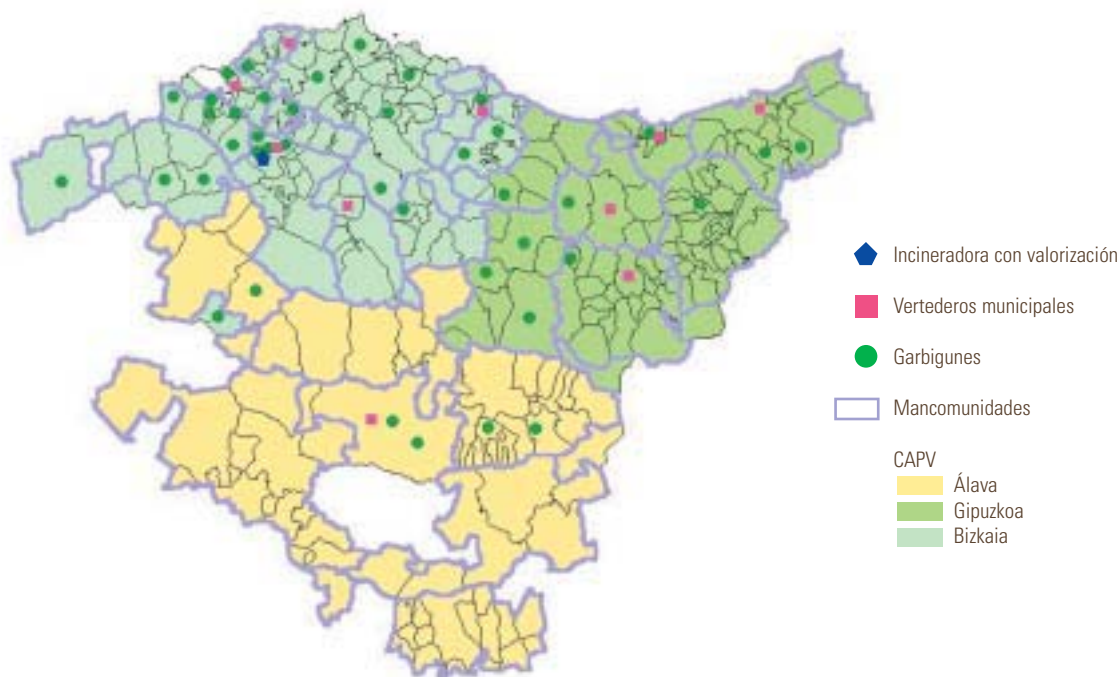 Incineradora con valorización
Vertederos municipales
Garbigunes
Mancomunidades
CAPV
Álava
Gipuzkoa
Bizkaia